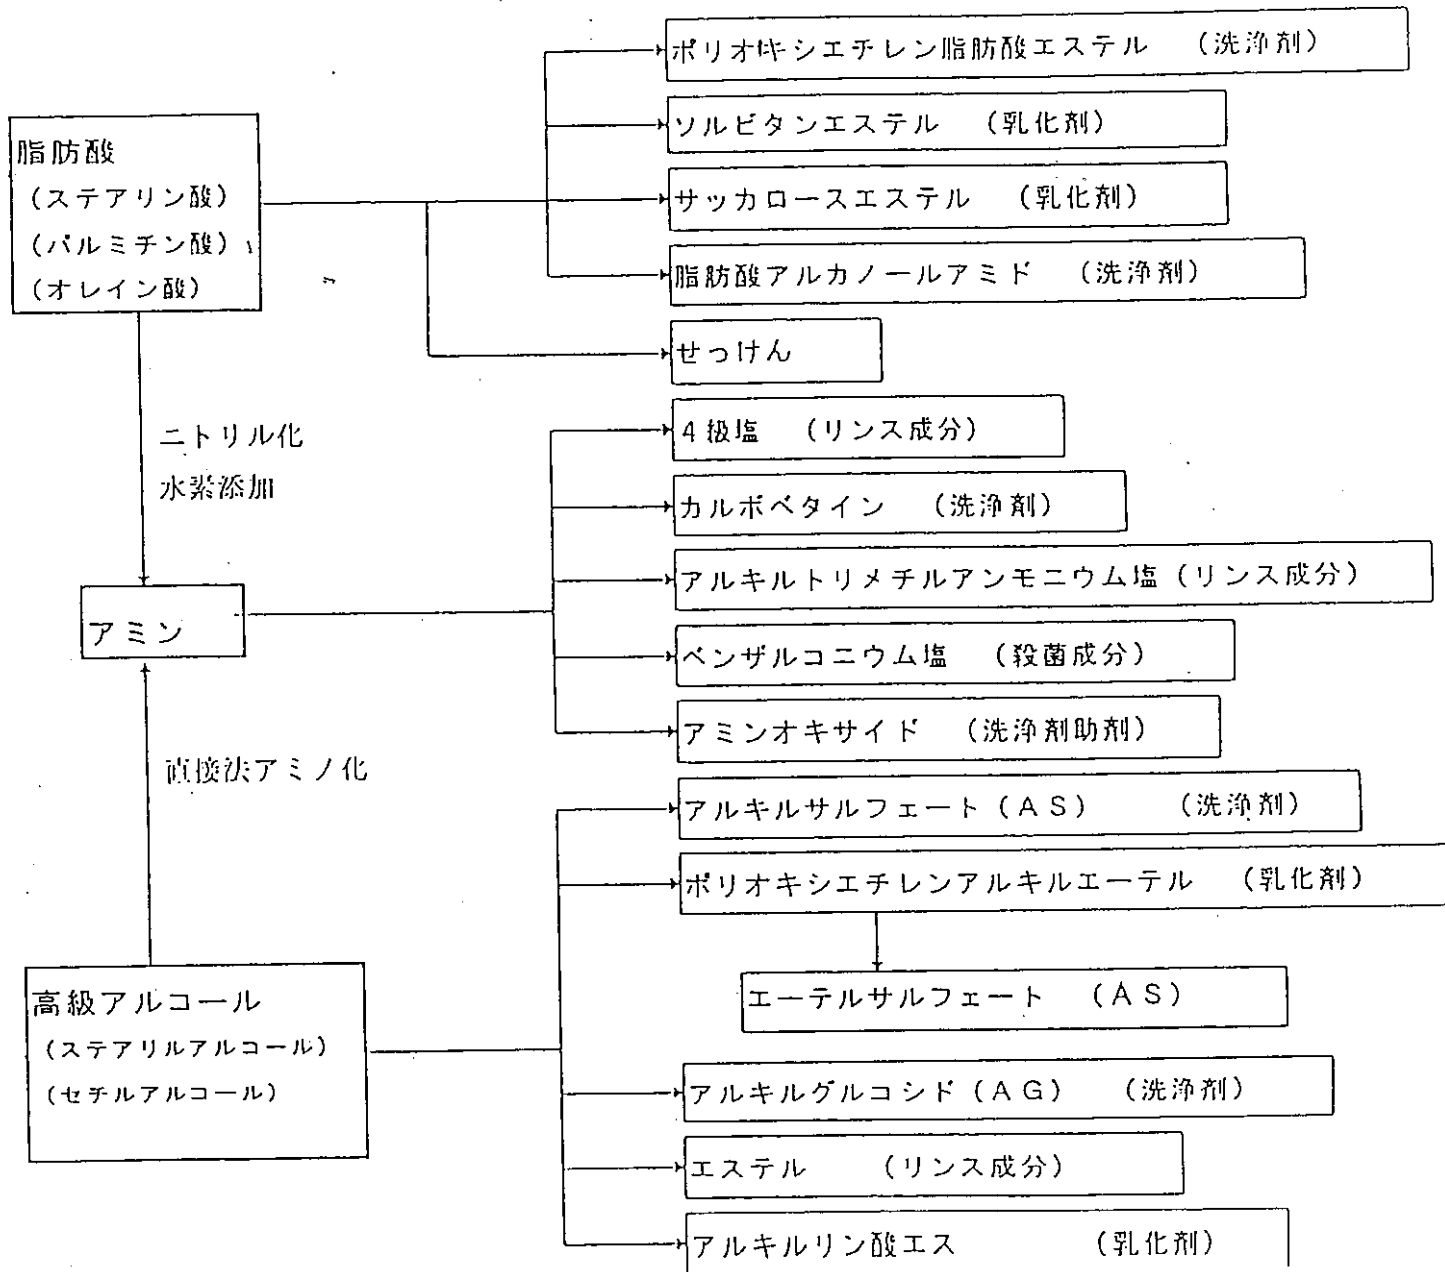 脂肪酸
(ステアリン酸)
(パルミチン酸)
(オレイン酸)
ポリオキシエチレン脂肪酸エステル (洗浄剤)
ソルビタンエステル (乳化剤)
サッカロースエステル (乳化剤)
脂肪酸アルカノールアミド (洗浄剤)
せっけん
ニトリル化
水素添加
アミン
4級塩 (リンス成分)
カルボベタイン (洗浄剤)
アルキルトリメチルアンモニウム塩 (リンス成分)
ベンザルコニウム塩 (殺菌成分)
アミンオキサイド (洗浄剤助剤)
直接法アミノ化
高級アルコール
(ステアリルアルコール)
(セチルアルコール)
アルキルサルフェート(AS) (洗浄剤)
ポリオキシエチレンアルキルエーテル (乳化剤)
エーテルサルフェート (AS)
アルキルグルコシド(AG) (洗浄剤)
エステル (リンス成分)
アルキルリン酸エス (乳化剤)